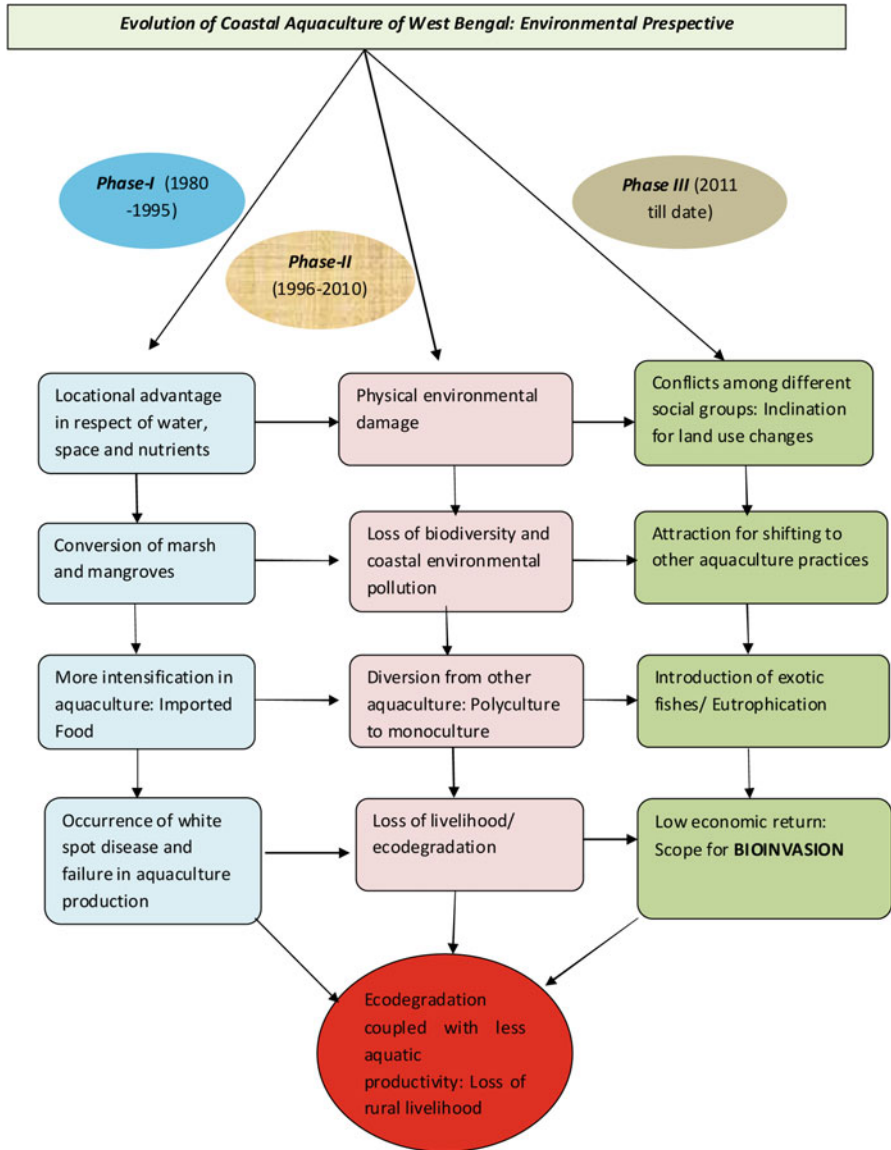 Evolution of Coastal Aquaculture of West Bengal: Environmental Prespective
Phase-I (1980
-1995)
Phase-II
(1996-2010)
Phase III (2011
till date)
Locational advantage
in respect of water,
space and nutrients
Physical environmental
damage
Conflicts among different
social groups: Inclination
for land use changes
Conversion of marsh
and mangroves
Loss of biodiversity and
coastal environmental
pollution
Attraction for shifting to
other aquaculture practices
More intensification in
aquaculture: Imported
Food
Diversion from other
aquaculture: Polyculture
to monoculture
Introduction of exotic
fishes/ Eutrophication
Occurrence of white
spot disease and
failure in aquaculture
production
Loss of livelihood/
ecodegradation
Low economic return:
Scope for BIOINVASION
Ecodegradation
coupled with less
aquatic
productivity: Loss of
rural livelihood